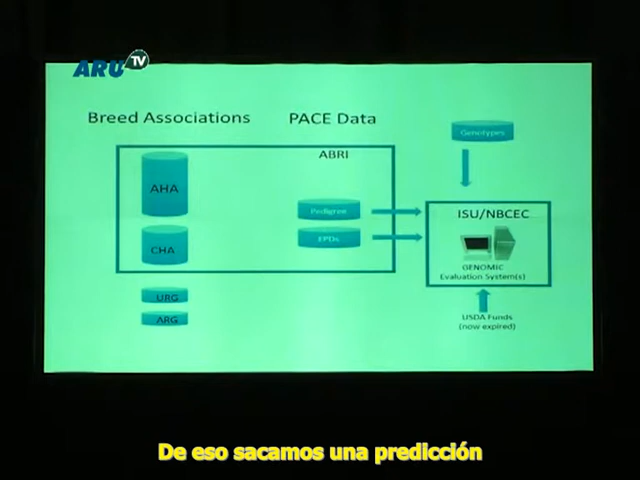 ARU TV
Breed Associations
PACE Data
Genotypes
ABRI
AHA
Pedigree
ISU/NBCEC
CHA
EPDs
GENOMIC
Evaluation System(s)
URG
ARG
USDA Funds
(now expired)
De eso sacamos una predicción